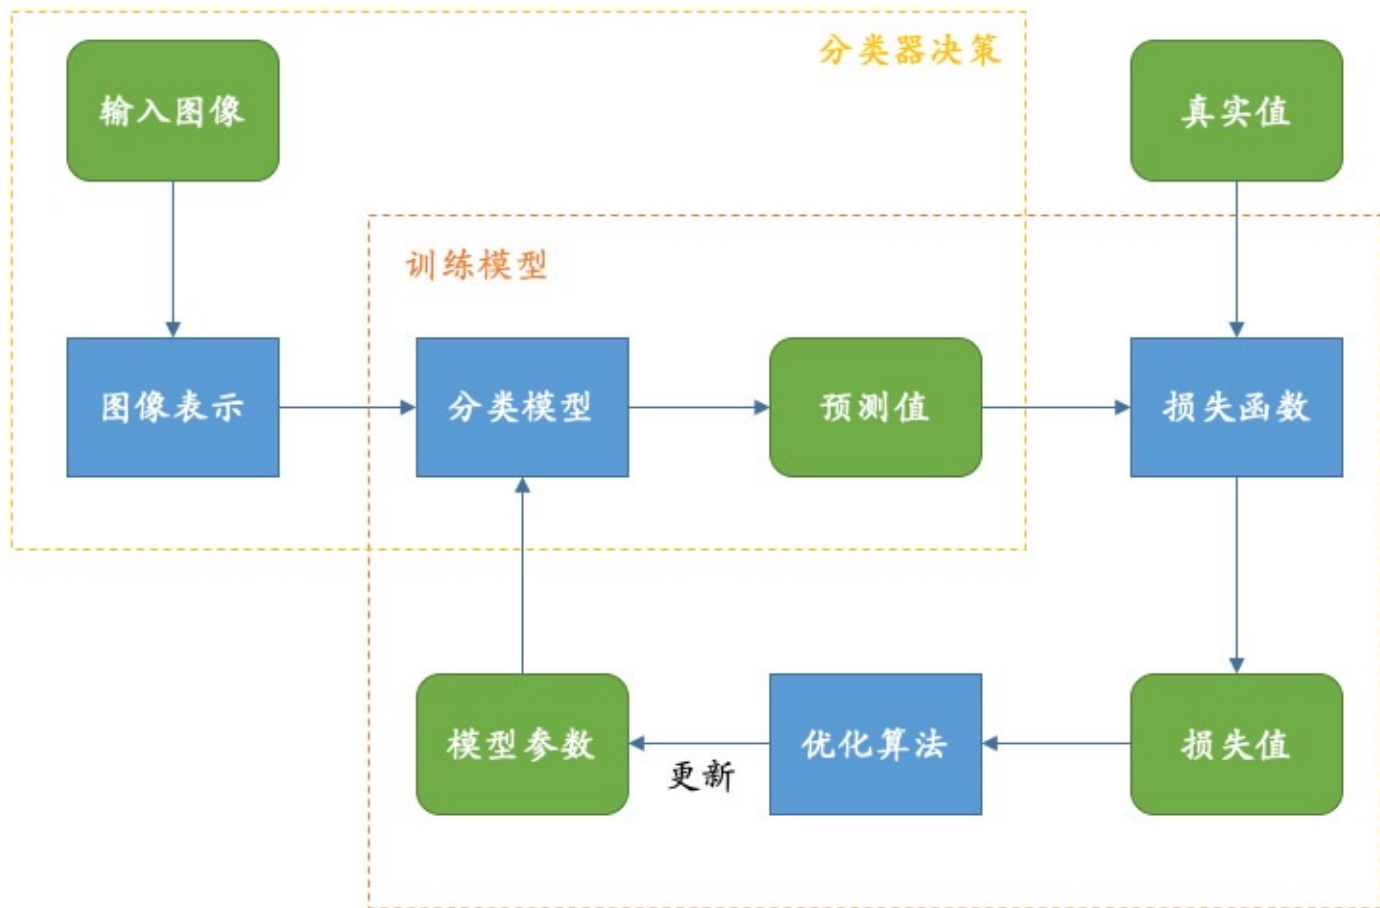 分类器决策
输入图像
真实值
训练模型
图像表示
分类模型
预测值
损失函数
模型参数
更新
优化算法
损失值